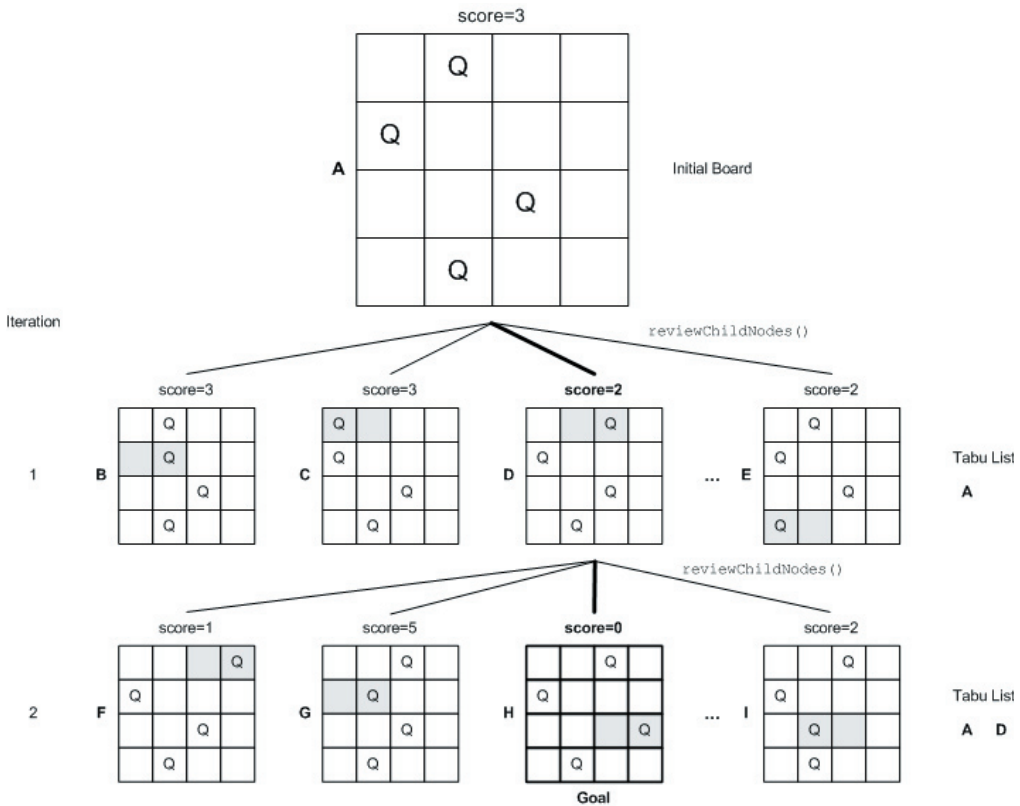 score=3
Q
Q
A
Initial Board
Q
Q
Iteration
reviewChildNodes()
score=3 score=3 score=2 score=2
Q Q Q Q
Q Q Q Q
1 B C D ... E Tabu List
Q Q Q Q
A
Q Q Q Q
reviewChildNodes()
score=1 score=5 score=0 score=2
Q Q Q Q
Q Q Q Q
2 F G H ... I Tabu List
Q Q Q Q
A D
Q Q Q Q
Goal